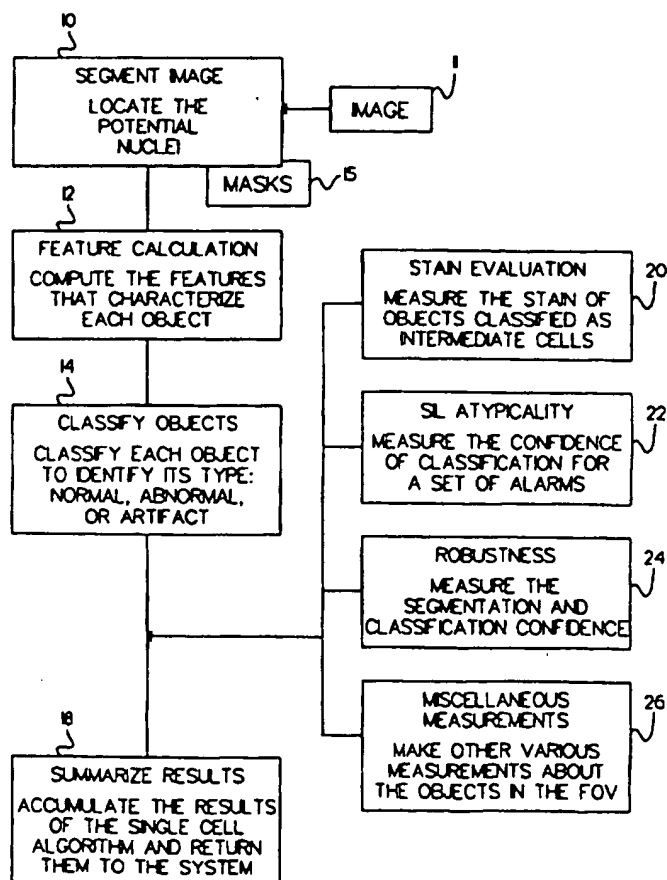 10
SEGMENT IMAGE
LOCATE THE
POTENTIAL
NUCLEI
1
IMAGE
MASKS
15
12
FEATURE CALCULATION
COMPUTE THE FEATURES
THAT CHARACTERIZE
EACH OBJECT
14
CLASSIFY OBJECTS
CLASSIFY EACH OBJECT
TO IDENTIFY ITS TYPE:
NORMAL, ABNORMAL,
OR ARTIFACT
STAIN EVALUATION
MEASURE THE STAIN OF
OBJECTS CLASSIFIED AS
INTERMEDIATE CELLS
20
SIL ATYPICALITY
MEASURE THE CONFIDENCE
OF CLASSIFICATION FOR
A SET OF ALARMS
22
ROBUSTNESS
MEASURE THE
SEGMENTATION AND
CLASSFICATION CONFIDENCE
24
MISCELLANEOUS
MEASUREMENTS
MAKE OTHER VARIOUS
MEASUREMENTS ABOUT
THE OBJECTS IN THE FOV
26
18
SUMMARIZE RESULTS
ACCUMULATE THE RESULTS
OF THE SINGLE CELL
ALGORITHM AND RETURN
THEM TO THE SYSTEM